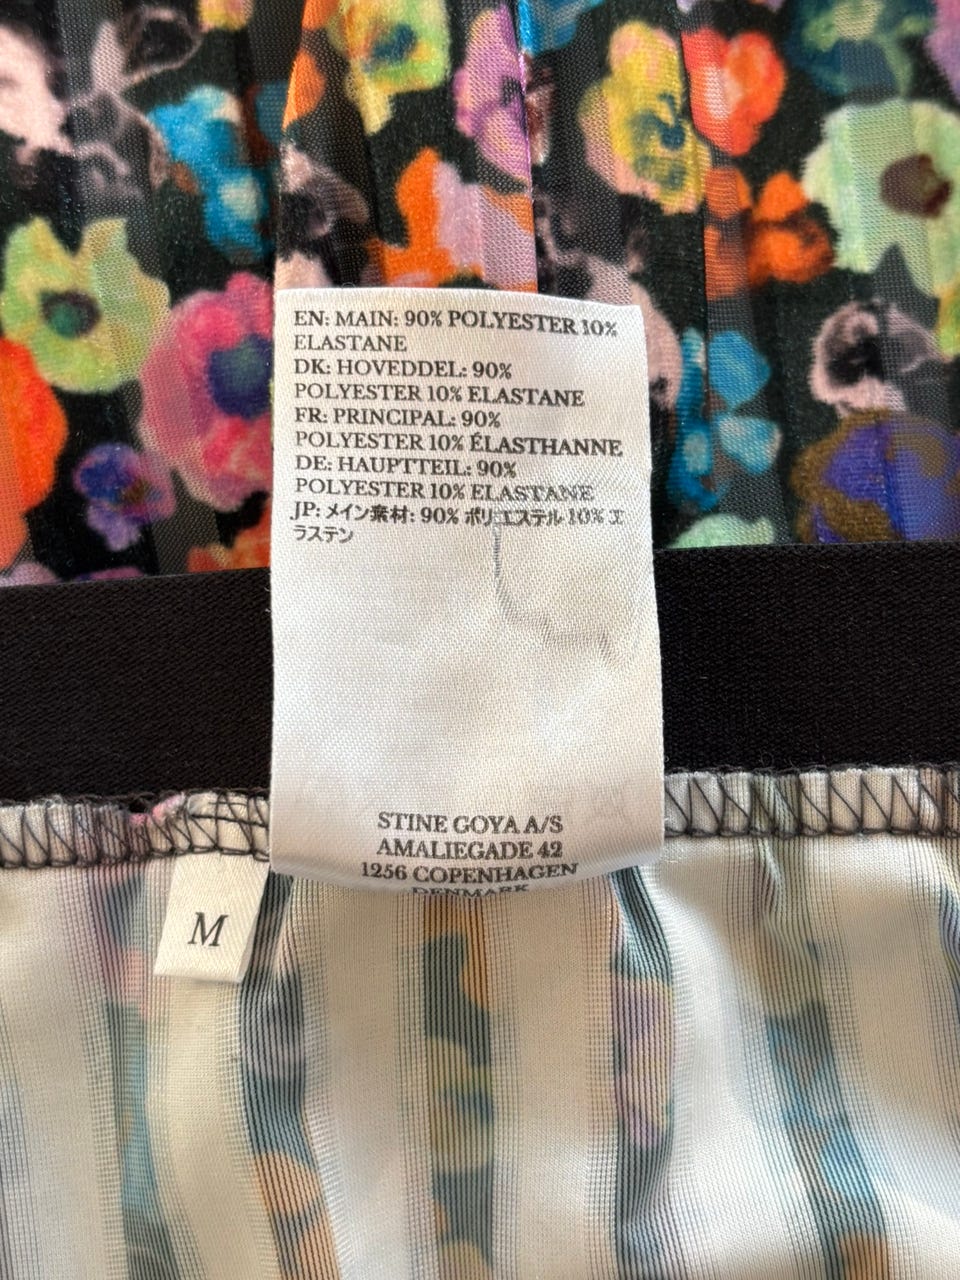 EN: MAIN: 90% POLYESTER 10%
ELASTANE
DK: HOVEDDEL: 90%
POLYESTER 10% ELASTANE
FR: PRINCIPAL: 90%
POLYESTER 10% ÉLASTHANNE
DE: HAUPTTEIL: 90%
POLYESTER 10% ELASTANE
JP: メイン素材: 90% ポリエステル 10% エ
ラステン
STINE GOYA A/S
AMALIEGADE 42
1256 COPENHAGEN
DENMARK
M